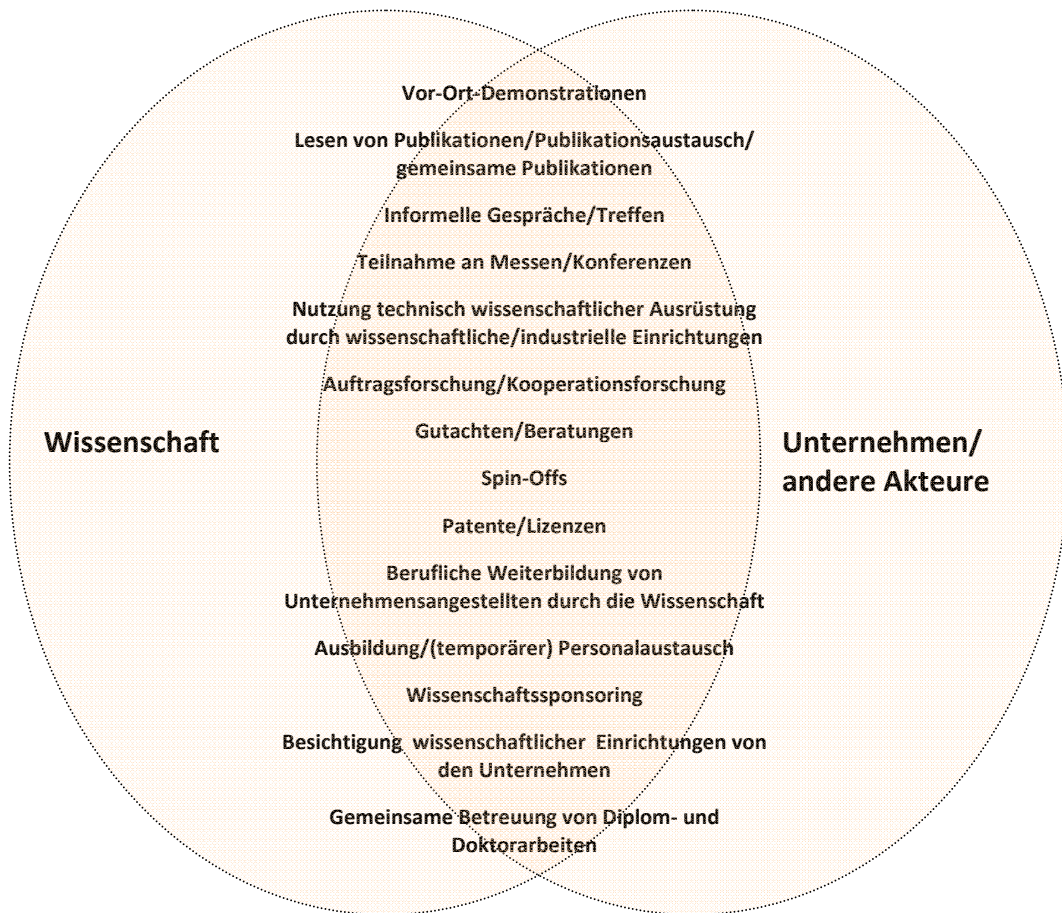 Vor-Ort-Demonstrationen
Lesen von Publikationen/Publikationsaustausch/
gemeinsame Publikationen
Informelle Gespräche/Treffen
Teilnahme an Messen/Konferenzen
Nutzung technisch wissenschaftlicher Ausrüstung
durch wissenschaftliche/industrielle Einrichtungen
Auftragsforschung/Kooperationsforschung
Wissenschaft
Gutachten/Beratungen
Unternehmen/
andere Akteure
Spin-Offs
Patente/Lizenzen
Berufliche Weiterbildung von
Unternehmensangestellten durch die Wissenschaft
Ausbildung/(temporärer) Personalaustausch
Wissenschaftssponsoring
Besichtigung wissenschaftlicher Einrichtungen von
den Unternehmen
Gemeinsame Betreuung von Diplom- und
Doktorarbeiten